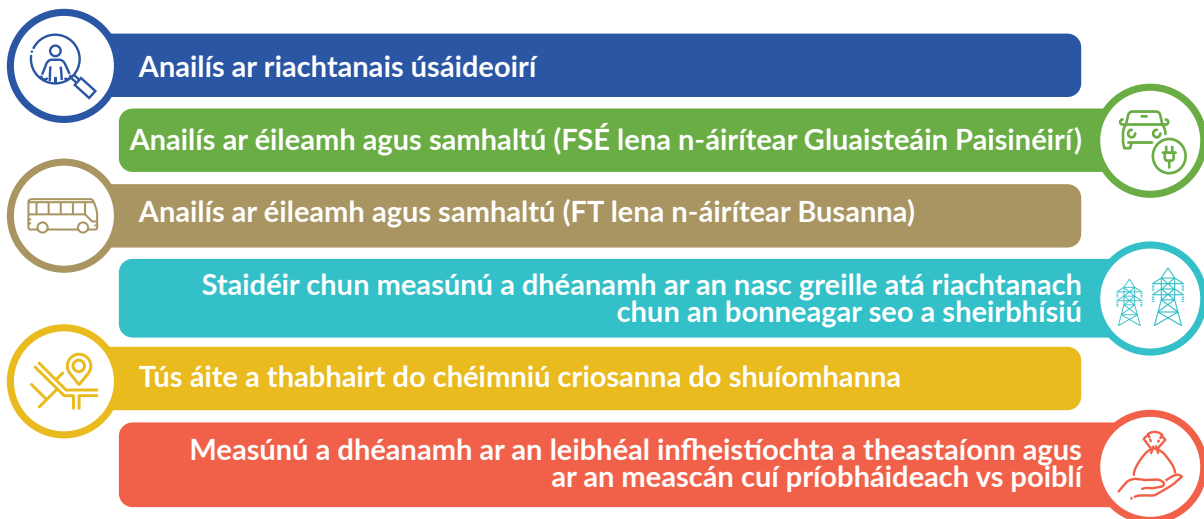 Anailís ar riachtanais úsáideoirí
Anailís ar éileamh agus samhaltú (FSÉ lena n-áirítear Gluaisteáin Paisinéirí)
Anailís ar éileamh agus samhaltú (FT lena n-áirítear Busanna)
Staidéir chun measúnú a dhéanamh ar an nasc greille atá riachtanach
chun an bonneagar seo a sheirbhísiú
Tús áite a thabhairt do chéimniú criosanna do shuíomhanna
Measúnú a dhéanamh ar an leibhéal infheistíochta a theastaíonn agus
ar an meascán cuí príobháideach vs poiblí